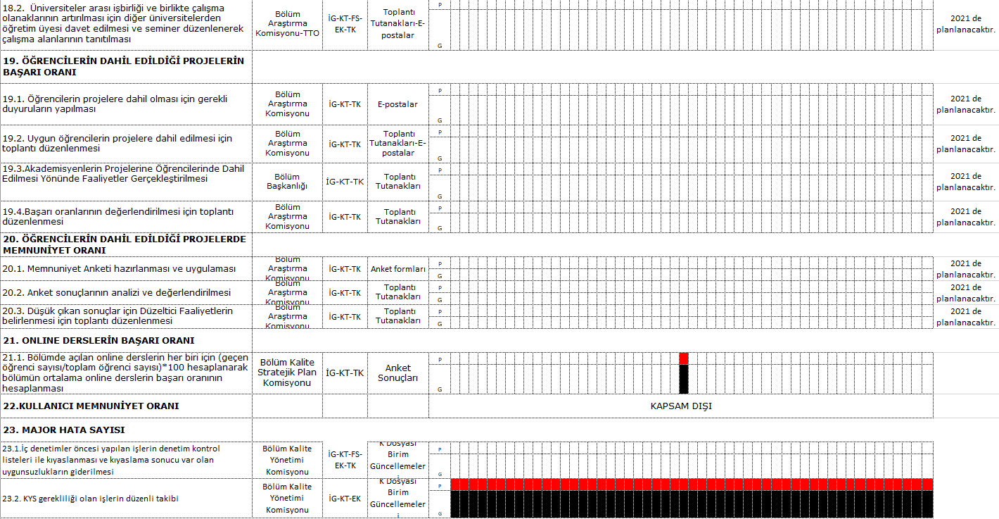 18.2. Üniversiteler arası işbirliği ve birlikte çalışma
olanaklarının artırılması için diğer üniversitelerden
öğretim üyesi davet edilmesi ve seminer düzenlenerek
çalışma alanlarının tanıtılması
Bölüm
Araştırma
Komisyonu-TTO
İG-KT-FS-
EK-TK
Toplantı
Tutanakları-E-
postalar
P
G
2021 de
planlanacaktır.
19. ÖĞRENCİLERİN DAHİL EDİLDİĞİ PROJELERİN
BAŞARI ORANI
19.1. Öğrencilerin projelere dahil olması için gerekli
duyuruların yapılması
Bölüm
Araştırma
Komisyonu
İG-KT-TK
E-postalar
P
G
2021 de
planlanacaktır.
19.2. Uygun öğrencilerin projelere dahil edilmesi için
toplantı düzenlenmesi
Bölüm
Araştırma
Komisyonu
İG-KT-TK
Toplantı
Tutanakları-E-
postalar
P
G
2021 de
planlanacaktır.
19.3.Akademisyenlerin Projelerine Öğrencilerinde Dahil
Edilmesi Yönünde Faaliyetler Gerçekleştirilmesi
Bölüm
Başkanlığı
İG-KT-TK
Toplantı
Tutanakları
P
G
2021 de
planlanacaktır.
19.4.Başarı oranlarının değerlendirilmesi için toplantı
düzenlenmesi
Bölüm
Araştırma
Komisyonu
İG-KT-TK
Toplantı
Tutanakları
P
G
2021 de
planlanacaktır.
20. ÖĞRENCİLERİN DAHİL EDİLDİĞİ PROJELERDE
MEMNUNİYET ORANI
20.1. Memnuniyet Anketi hazırlanması ve uygulaması
Bölüm
Araştırma
Komisyonu
İG-KT-TK
Anket formları
P
G
2021 de
planlanacaktır.
20.2. Anket sonuçlarının analizi ve değerlendirilmesi
Bölüm
Araştırma
Komisyonu
İG-KT-TK
Toplantı
Tutanakları
P
G
2021 de
planlanacaktır.
20.3. Düşük çıkan sonuçlar için Düzeltici Faaliyetlerin
belirlenmesi için toplantı düzenlenmesi
Bölüm
Araştırma
Komisyonu
İG-KT-TK
Toplantı
Tutanakları
P
G
2021 de
planlanacaktır.
21. ONLINE DERSLERİN BAŞARI ORANI
21.1. Bölümde açılan online derslerin her biri için (geçen
öğrenci sayısı/toplam öğrenci sayısı)*100 hesaplanarak
bölümün ortalama online derslerin başarı oranının
hesaplanması
Bölüm Kalite
Stratejik Plan
Komisyonu
İG-KT-TK
Anket
Sonuçları
P
G
22.KULLANICI MEMNUNİYET ORANI
KAPSAM DIŞI
23. MAJOR HATA SAYISI
23.1.İç denetimler öncesi yapılan işlerin denetim kontrol
listeleri ile kıyaslanması ve kıyaslama sonucu var olan
uygunsuzlukların giderilmesi
Bölüm Kalite
Yönetimi
Komisyonu
İG-KT-FS-
EK-TK
K Dosyası
Birim
Güncellemeler
i
P
G
23.2. KYS gerekliliği olan işlerin düzenli takibi
Bölüm Kalite
Yönetimi
Komisyonu
İG-KT-EK
K Dosyası
Birim
Güncellemeler
i
P
G